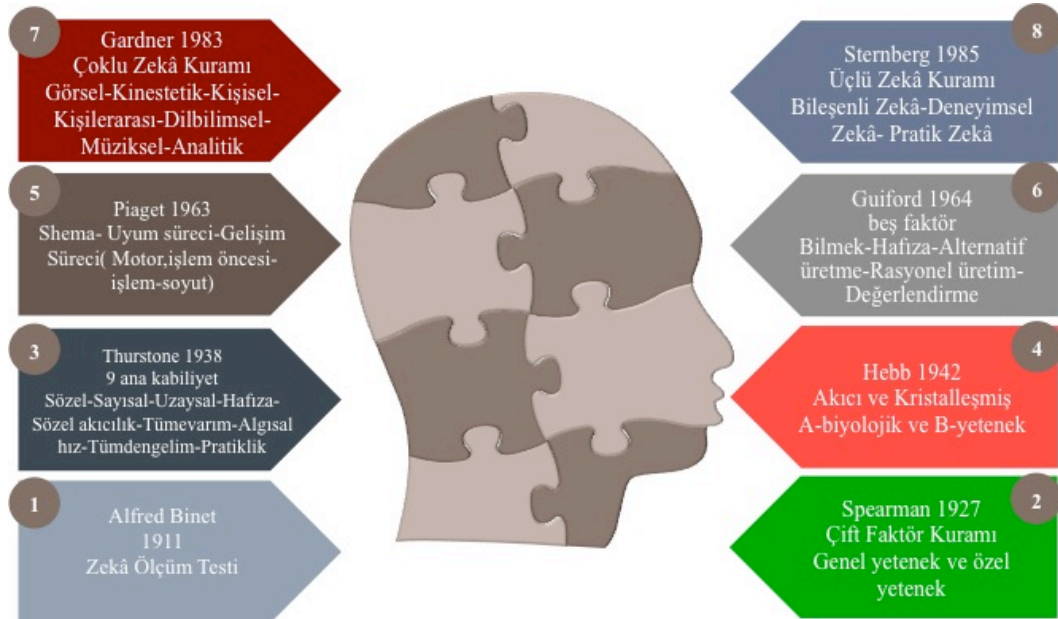 7
Gardner 1983
Çoklu Zekâ Kuramı
Görsel-Kinestetik-Kişisel-
Kişilerarası-Dilbilimsel-
Müziksel-Analitik
8
Sternberg 1985
Üçlü Zekâ Kuramı
Bileşenli Zekâ-Deneyimsel
Zekâ- Pratik Zekâ
5
Piaget 1963
Shema- Uyum süreci-Gelişim
Süreci( Motor,işlem öncesi-
işlem-soyut)
6
Guiford 1964
beş faktör
Bilmek-Hafıza-Alternatif
üretme-Rasyonel üretim-
Değerlendirme
3
Thurstone 1938
9 ana kabiliyet
Sözel-Sayısal-Uzaysal-Hafıza-
Sözel akıcılık-Tümevarım-Algısal
hız-Tümdengelim-Pratiklik
4
Hebb 1942
Akıcı ve Kristalleşmiş
A-biyolojik ve B-yetenek
1
Alfred Binet
1911
Zekâ Ölçüm Testi
2
Spearman 1927
Çift Faktör Kuramı
Genel yetenek ve özel
yetenek